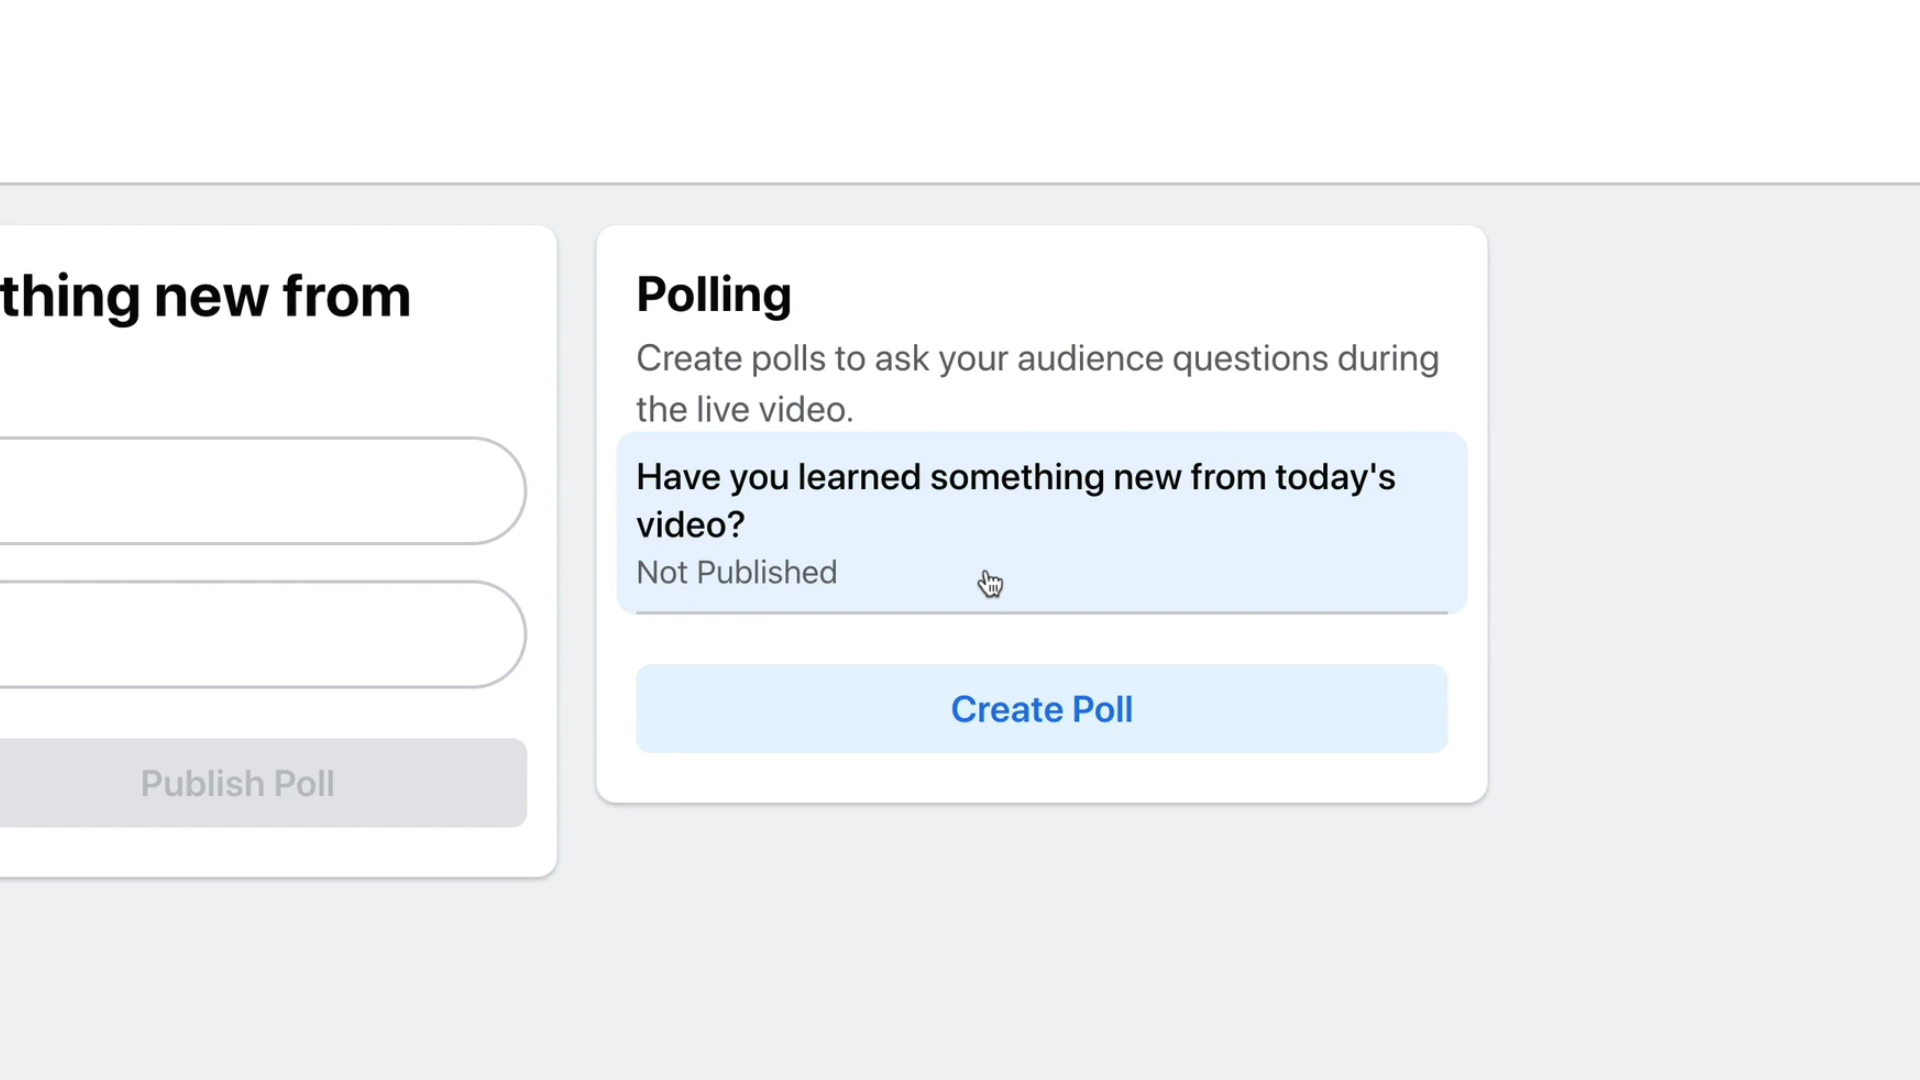 thing new from
Publish Poll
Polling
Create polls to ask your audience questions during
the live video.
Have you learned something new from today's
video?
Not Published
Create Poll